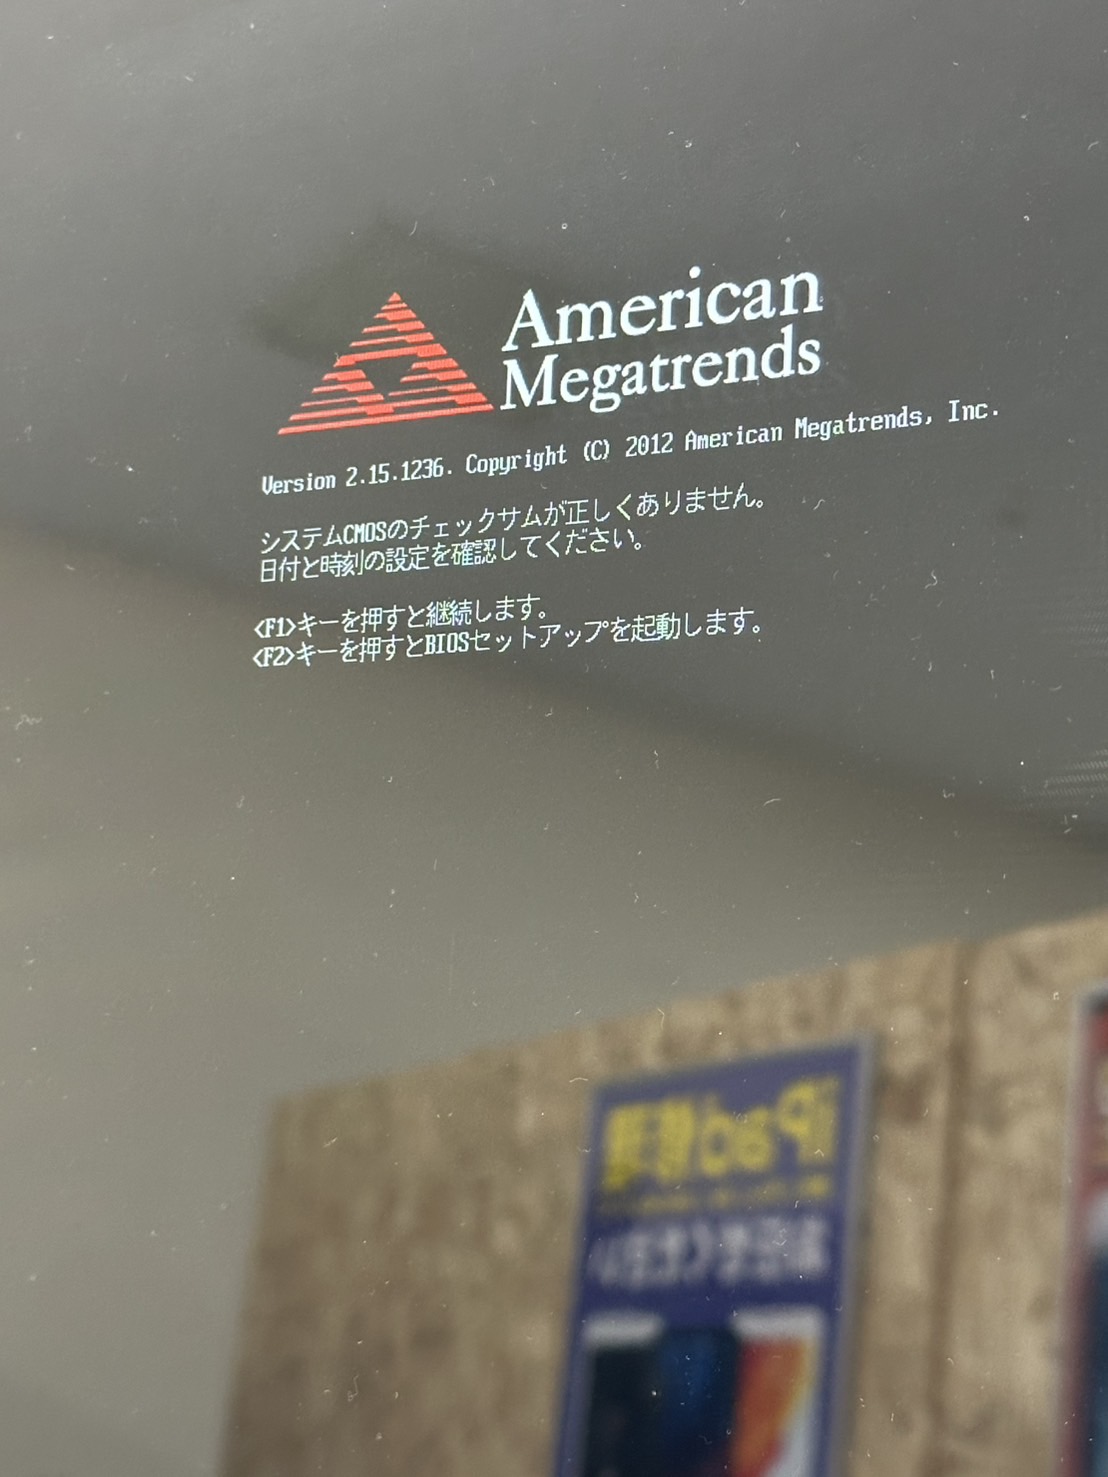 American
Megatrends
Version 2.15.1236. Copyright (C) 2012 American Megatrends, Inc.
システムCMOSのチェックサムが正しくありません。
日付と時刻の設定を確認してください。
<F1>キーを押すと継続します。
<F2>キーを押すとBIOSセットアップを起動します。